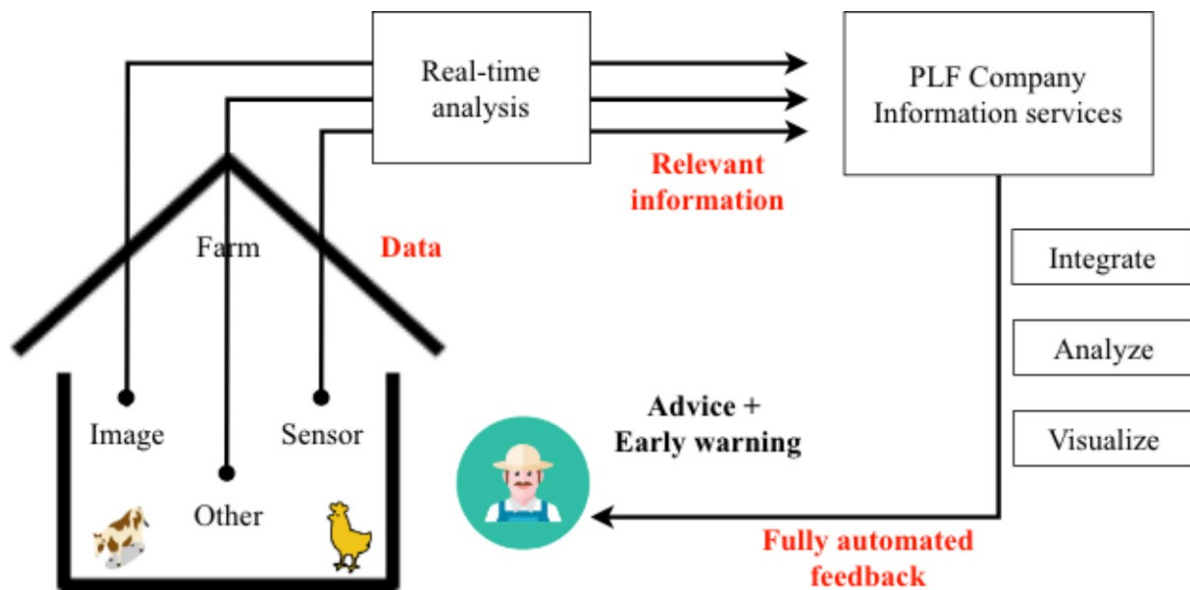 Real-time
analysis
PLF Company
Information services
Relevant
information
Farm
Data
Integrate
Analyze
Visualize
Image
Sensor
Other
Advice +
Early warning
Fully automated
feedback